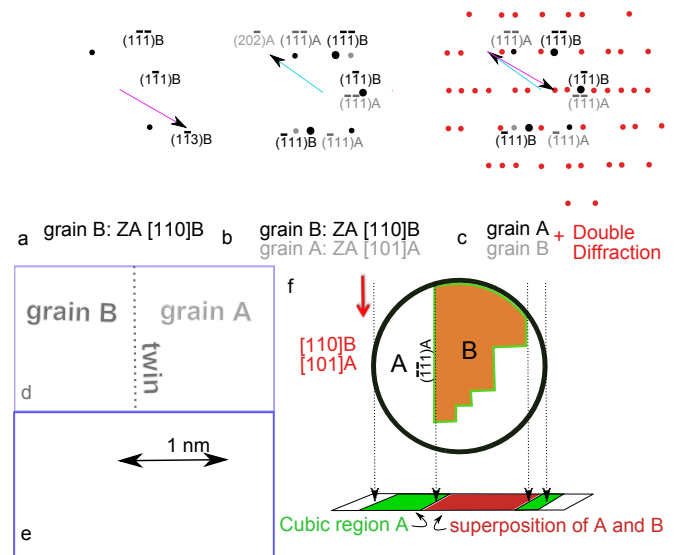 (11̄1̄)B
(11̄1)B
(11̄3)B
(202̄)A (11̄1̄)A (11̄1̄)B
(11̄1)B
(1̄1̄1)A
(1̄11)B (1̄11)A
(11̄1̄)A (11̄1̄)B
(11̄1)B
(1̄1̄1)A
(1̄11)B (1̄11)A
a grain B: ZA [110]B
b grain B: ZA [110]B
grain A: ZA [101]A
c grain A + Double
grain B Diffraction
grain B grain A
twin
d
1 nm
e
f
[110]B
[101]A
A
(1̄1̄1)A
B
Cubic region A superposition of A and B